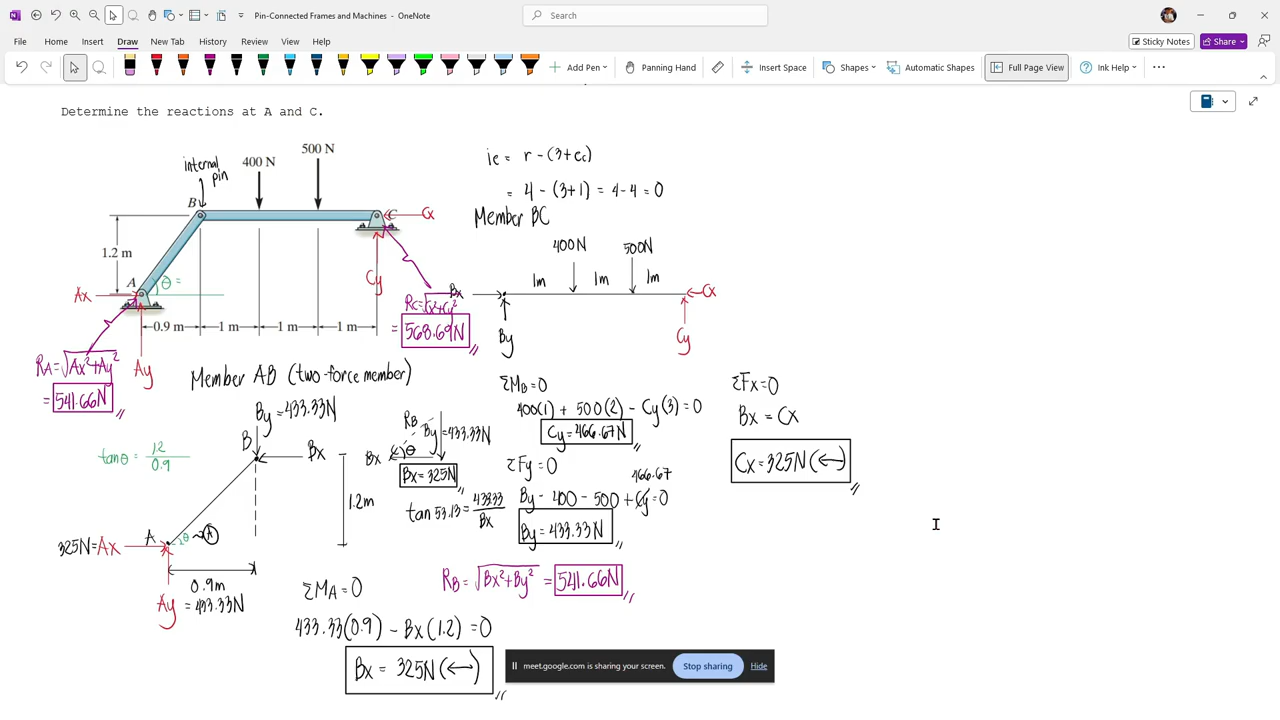 Pin-Connected Frames and Machines - OneNote
Search
File Home Insert Draw New Tab History Review View Help
Sticky Notes Share
Add Pen Panning Hand Insert Space Shapes Automatic Shapes Full Page View Ink Help
Determine the reactions at A and C.
internal pin
400 N
500 N
B
C
Cx
1.2 m
A
θ =
Ax
Cy
0.9 m 1 m 1 m 1 m
Ay
RA = √Ax²+Ay²
= 541.66N
RC = √Cx²+Cy²
= 568.69N
ie = r - (3+ec)
= 4 - (3+1) = 4-4 = 0
Member BC
400N 500N
1m 1m 1m
Bx
Cx
By
Cy
Member AB (two-force member)
By = 433.33N
B
Bx
tanθ = 1.2/0.9
1.2m
A
θ
325N = Ax
0.9m
Ay = 433.33N
RB
By = 433.33N
Bx
θ
Bx = 325N
tan 53.13 = 433.33/Bx
ΣMB = 0
400(1) + 500(2) - Cy(3) = 0
Cy = 466.67N
ΣFy = 0
466.67
By - 400 - 500 + Cy = 0
By = 433.33N
ΣFx = 0
Bx = Cx
Cx = 325N (↔)
RB = √Bx²+By² = 541.66N
ΣMA = 0
433.33(0.9) - Bx(1.2) = 0
Bx = 325N (↔)
meet.google.com is sharing your screen. Stop sharing Hide